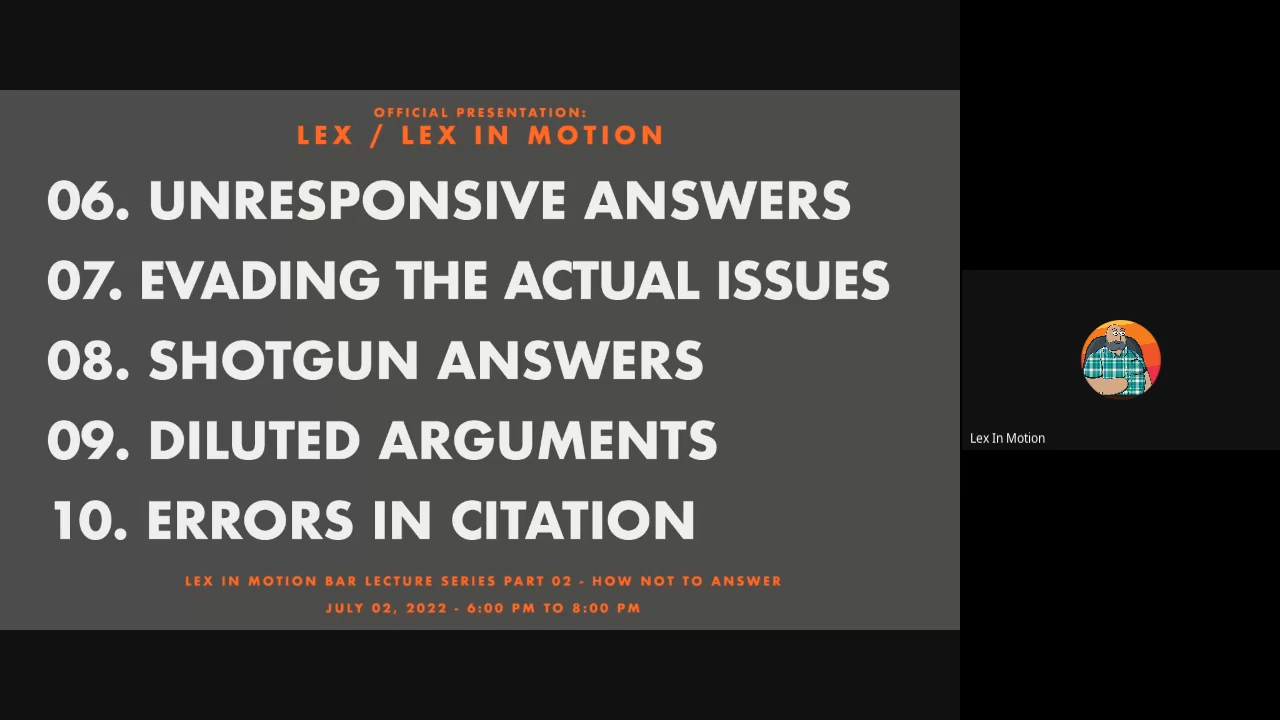 OFFICIAL PRESENTATION:
LEX / LEX IN MOTION
06. UNRESPONSIVE ANSWERS
07. EVADING THE ACTUAL ISSUES
08. SHOTGUN ANSWERS
09. DILUTED ARGUMENTS
10. ERRORS IN CITATION
LEX IN MOTION BAR LECTURE SERIES PART 02 - HOW NOT TO ANSWER
JULY 02, 2022 - 6:00 PM TO 8:00 PM
Lex In Motion